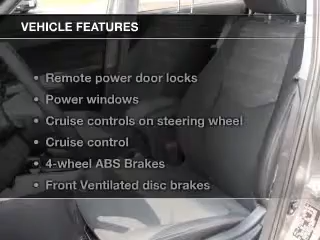 VEHICLE FEATURES
• Remote power door locks
• Power windows
• Cruise controls on steering wheel
• Cruise control
• 4-wheel ABS Brakes
• Front Ventilated disc brakes